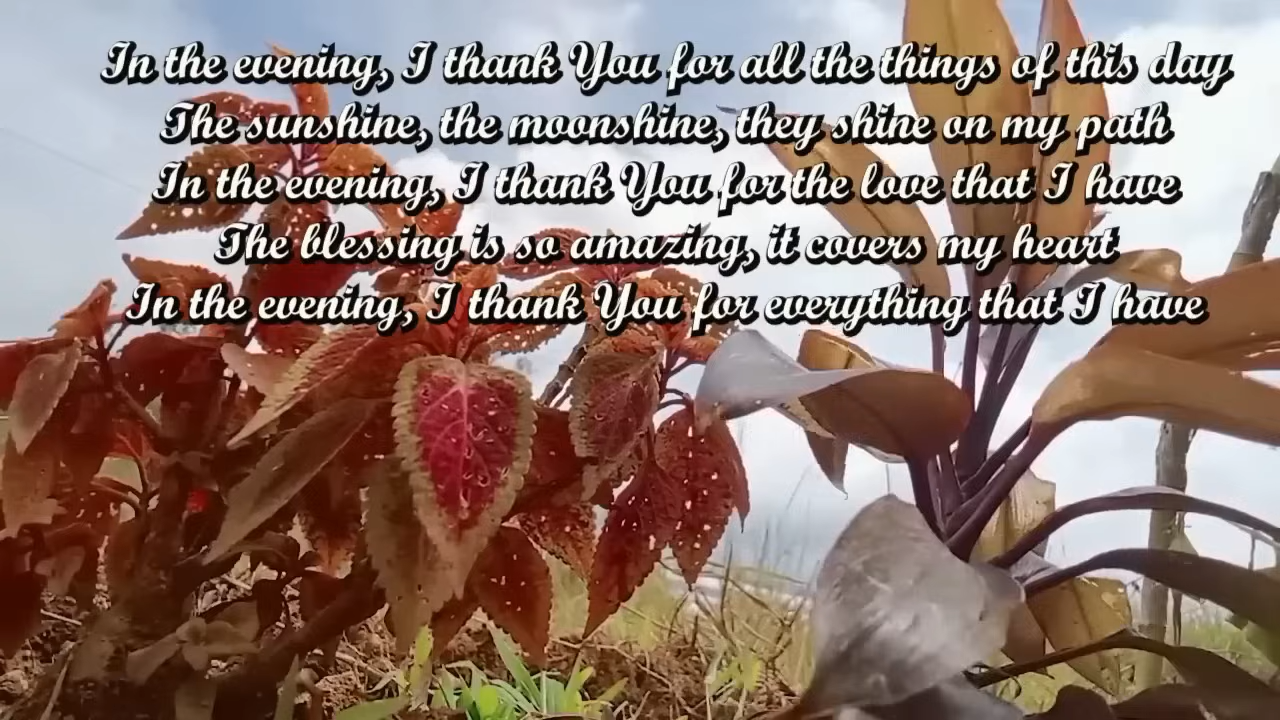 In the evening, I thank You for all the things of this day
The sunshine, the moonshine, they shine on my path
In the evening, I thank You for the love that I have
The blessing is so amazing, it covers my heart
In the evening, I thank You for everything that I have